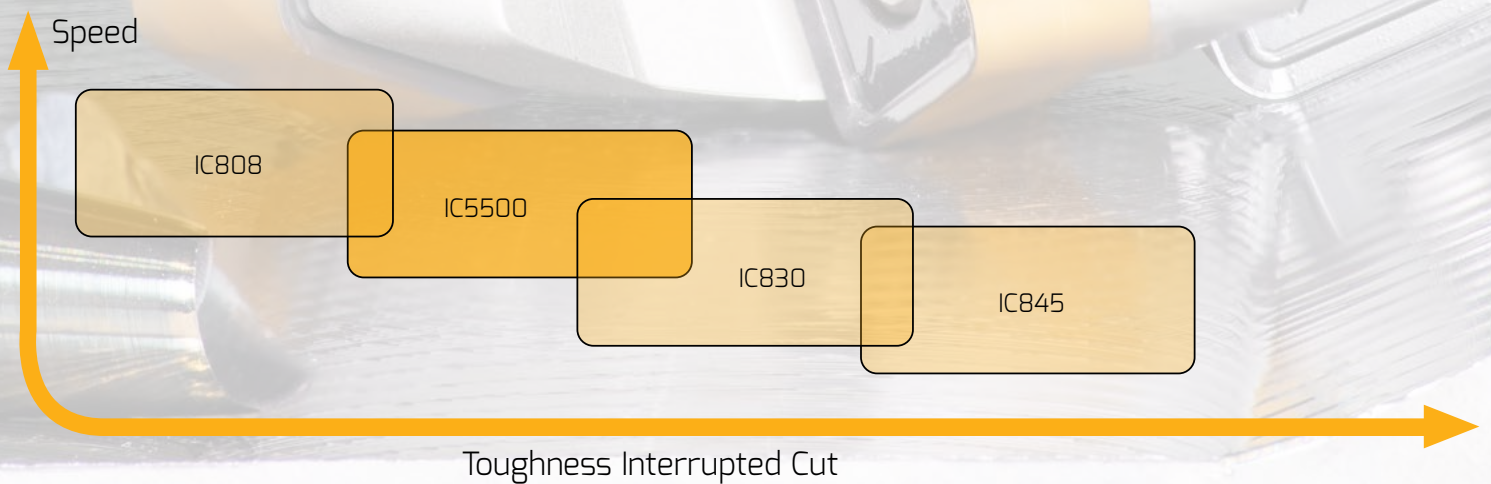 Speed
IC808
IC5500
IC830
IC845
Toughness Interrupted Cut